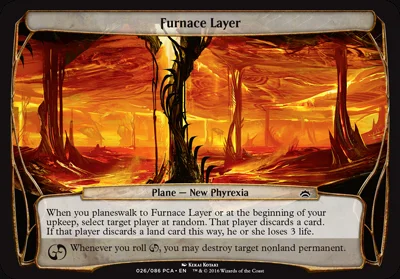 Furnace Layer
Plane — New Phyrexia
When you planeswalk to Furnace Layer or at the beginning of your
upkeep, select target player at random. That player discards a card.
If that player discards a land card this way, he or she loses 3 life.
Whenever you roll , you may destroy target nonland permanent.
Kekai Kotaki
026/086 PCA • EN ™ & © 2016 Wizards of the Coast